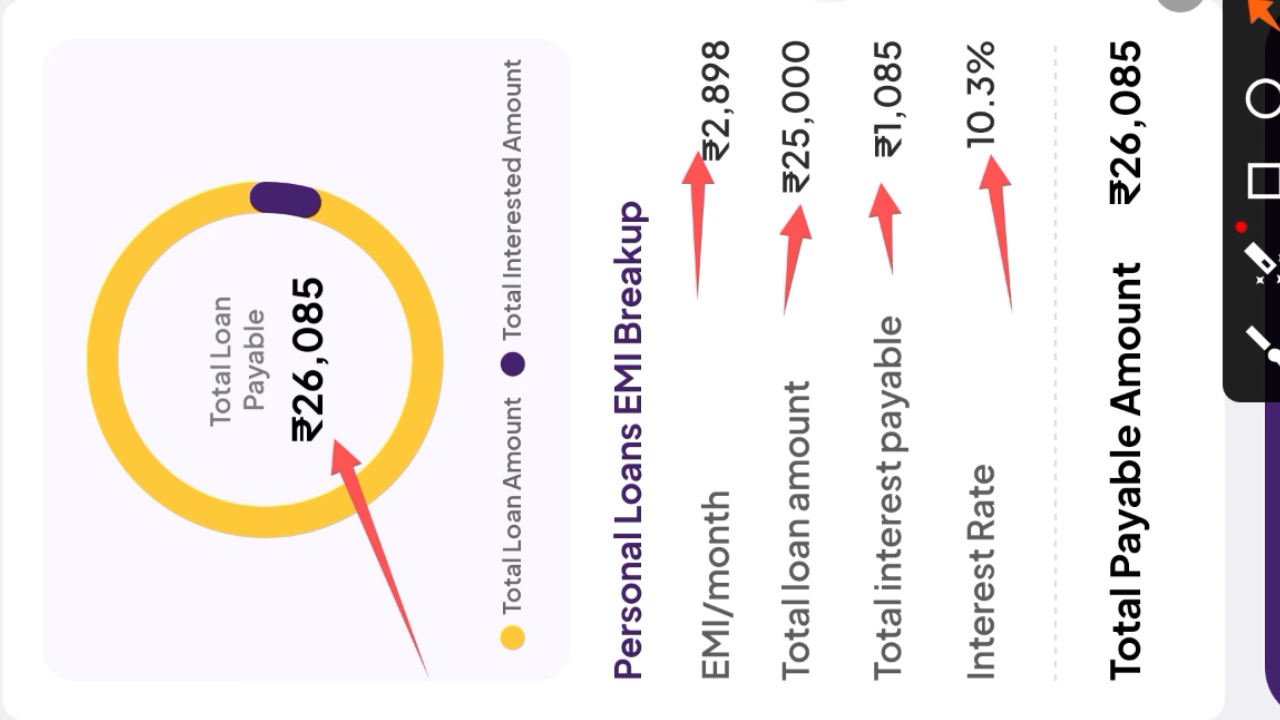 Total Loan
Payable
₹26,085
Total Loan Amount Total Interested Amount
Personal Loans EMI Breakup
EMI/month ₹2,898
Total loan amount ₹25,000
Total interest payable ₹1,085
Interest Rate 10.3%
Total Payable Amount ₹26,085